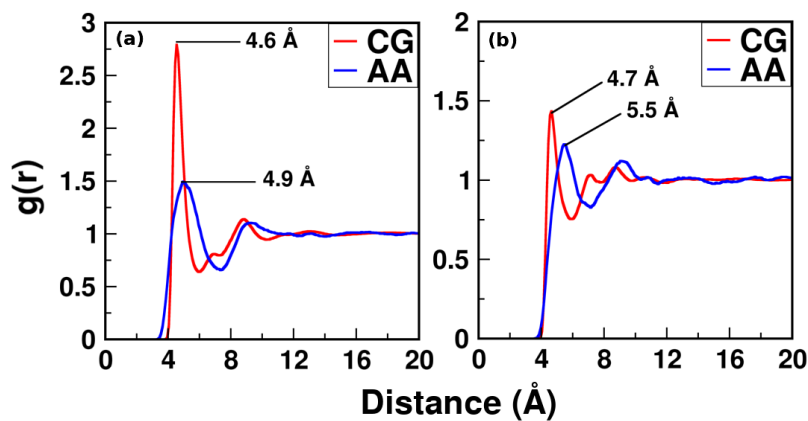 (a)
4.6 Å
CG
AA
4.9 Å
3
2.5
2
1.5
1
0.5
0
0 4 8 12 16 20
g(r)
(b)
4.7 Å
5.5 Å
CG
AA
2
1.5
1
0.5
0
0 4 8 12 16 20
Distance (Å)